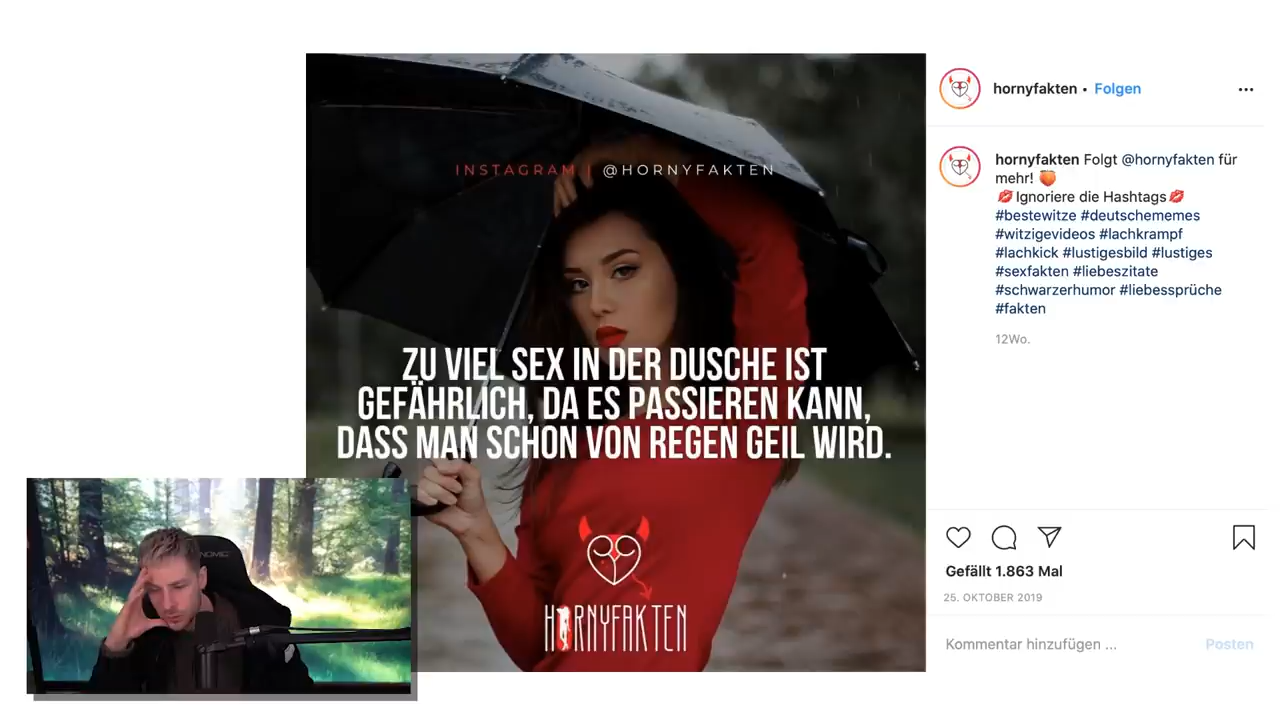 INSTAGRAM | @HORNYFAKTEN
ZU VIEL SEX IN DER DUSCHE IST
GEFÄHRLICH, DA ES PASSIEREN KANN,
DASS MAN SCHON VON REGEN GEIL WIRD.
HORNYFAKTEN
hornyfakten • Folgen
hornyfakten Folgt @hornyfakten für
mehr! 🍑
💋Ignoriere die Hashtags💋
#bestewitze #deutschememes
#witzigevideos #lachkrampf
#lachkick #lustigesbild #lustiges
#sexfakten #liebeszitate
#schwarzerhumor #liebessprüche
#fakten
12Wo.
Gefällt 1.863 Mal
25. OKTOBER 2019
Kommentar hinzufügen ...
Posten